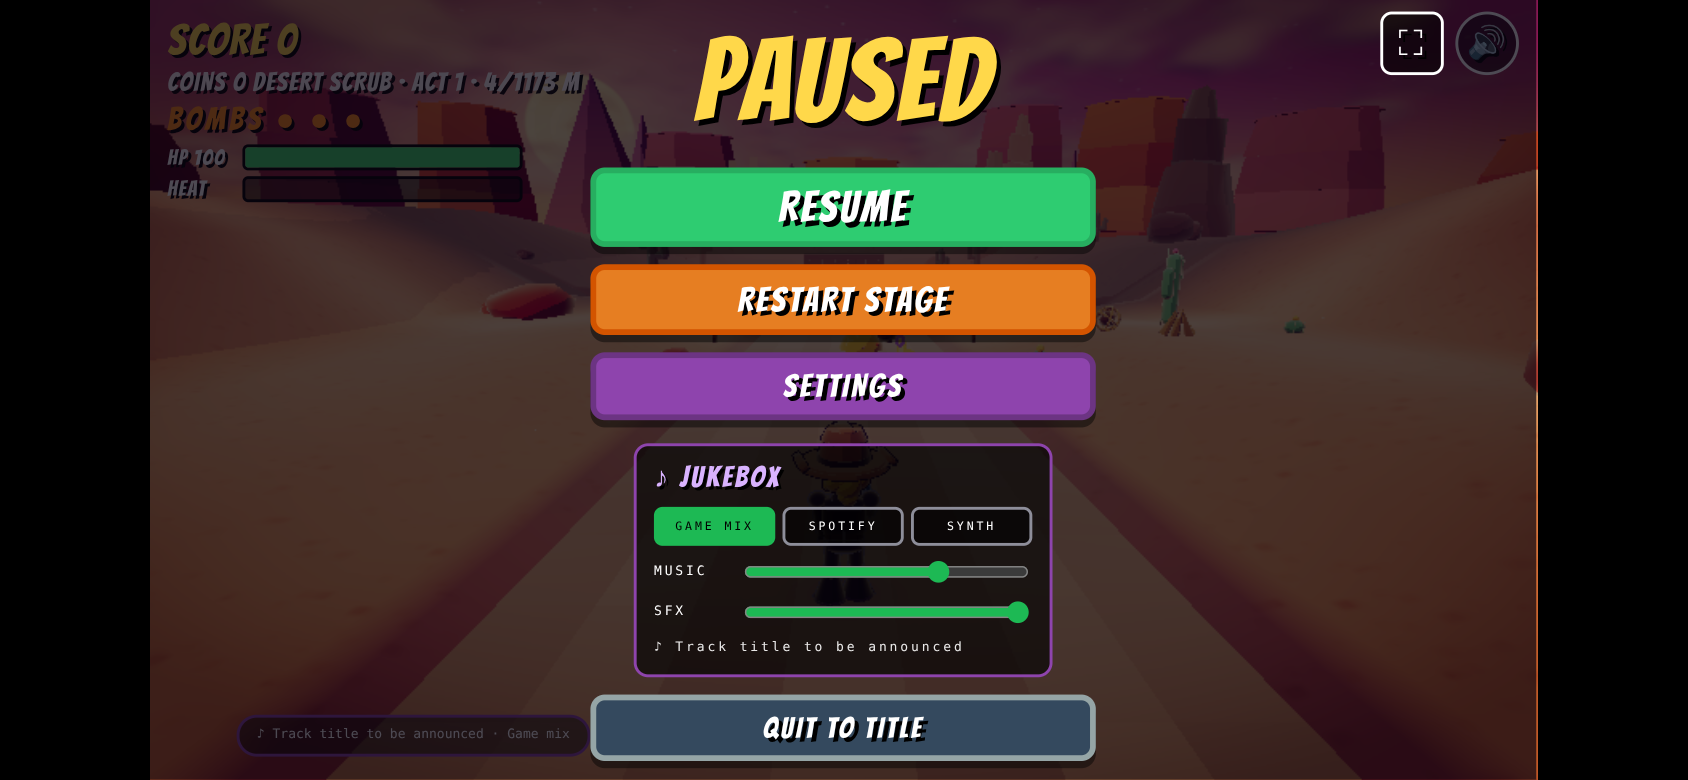 SCORE 0
COINS 0 DESERT SCRUB · ACT 1 · 4/1173 M
BOMBS
HP 100
HEAT
PAUSED
RESUME
RESTART STAGE
SETTINGS
♪ JUKEBOX
GAME MIX SPOTIFY SYNTH
MUSIC
SFX
♪ Track title to be announced
♪ Track title to be announced · Game mix
QUIT TO TITLE